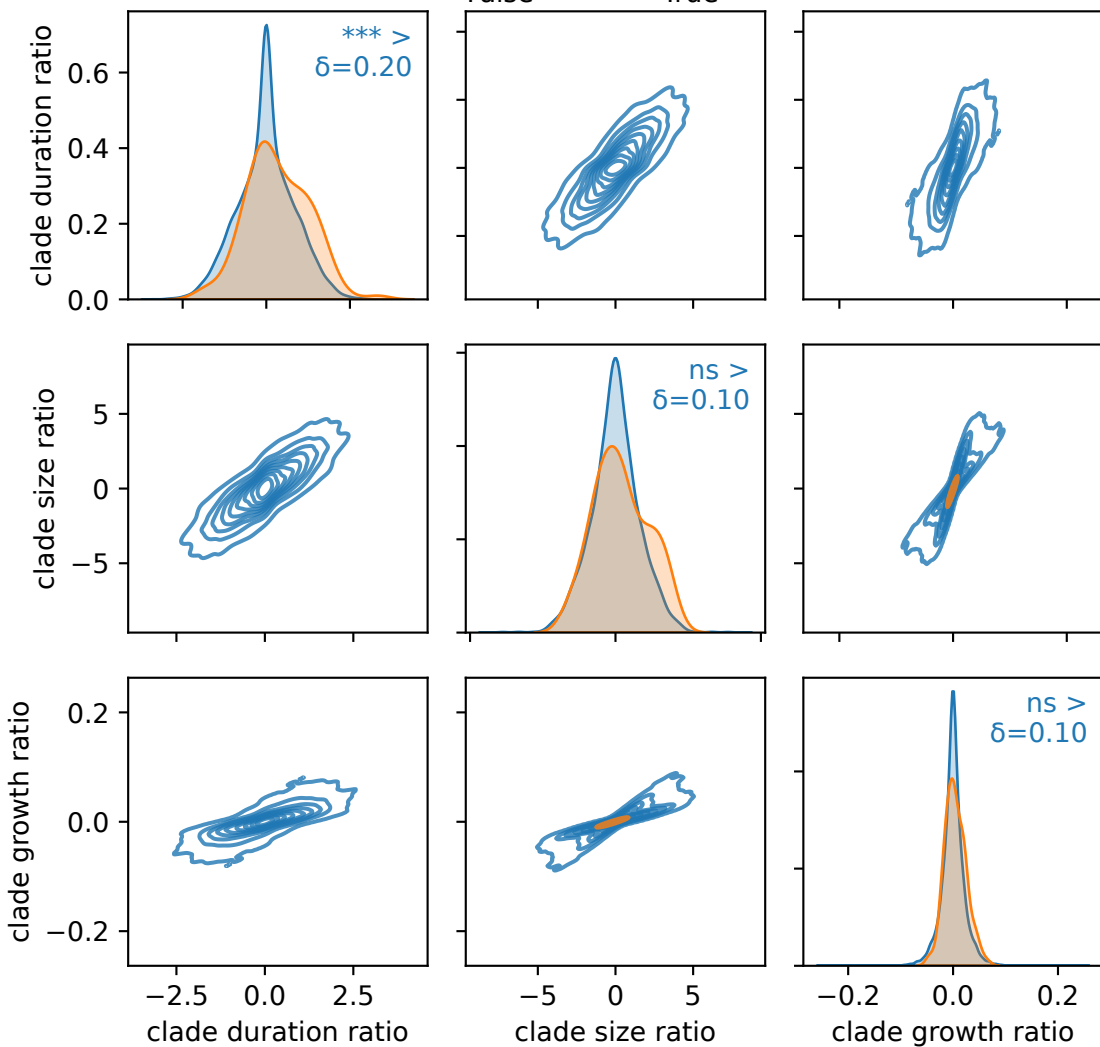 clade duration ratio
0.6
0.4
0.2
0.0
*** >
δ=0.20
clade size ratio
5
0
−5
ns >
δ=0.10
clade growth ratio
0.2
0.0
−0.2
ns >
δ=0.10
−2.5 0.0 2.5
−5 0 5
−0.2 0.0 0.2
clade duration ratio
clade size ratio
clade growth ratio